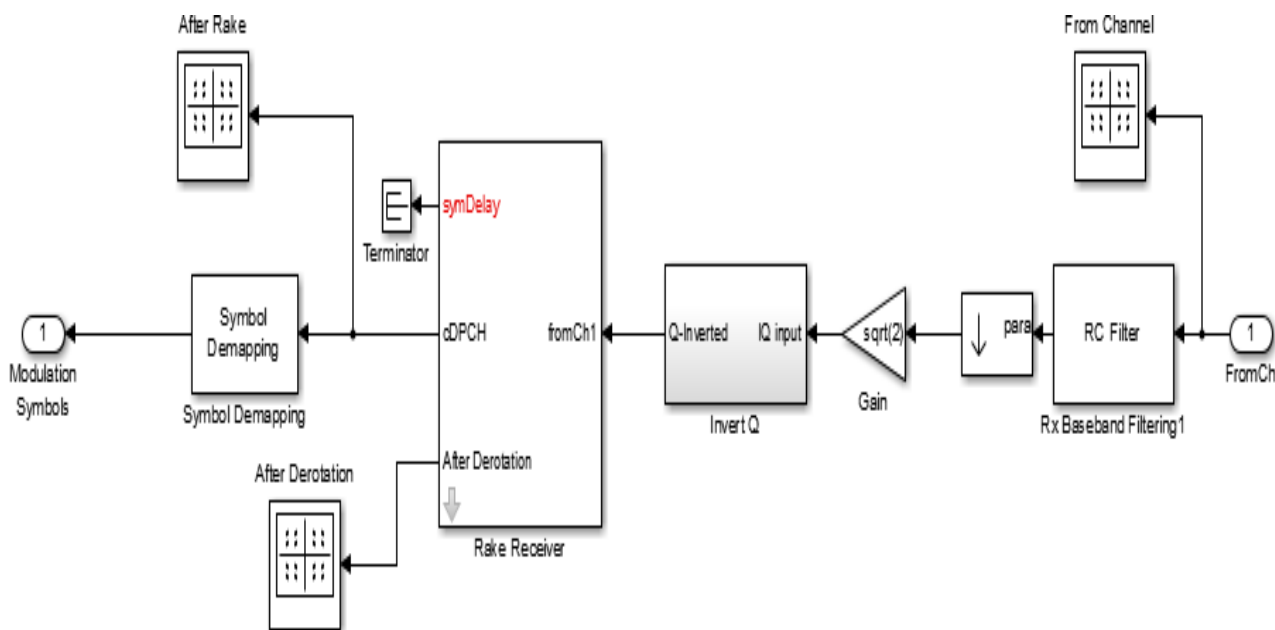 After Rake
From Channel
symDelay
Terminator
Symbol
Demapping
Symbol Demapping
1
Modulation
Symbols
cDPCH
fromCh1
After Derotation
Rake Receiver
After Derotation
Q-Inverted
IQ input
Invert Q
sqrt(2)
Gain
para
RC Filter
Rx Baseband Filtering1
1
FromCh